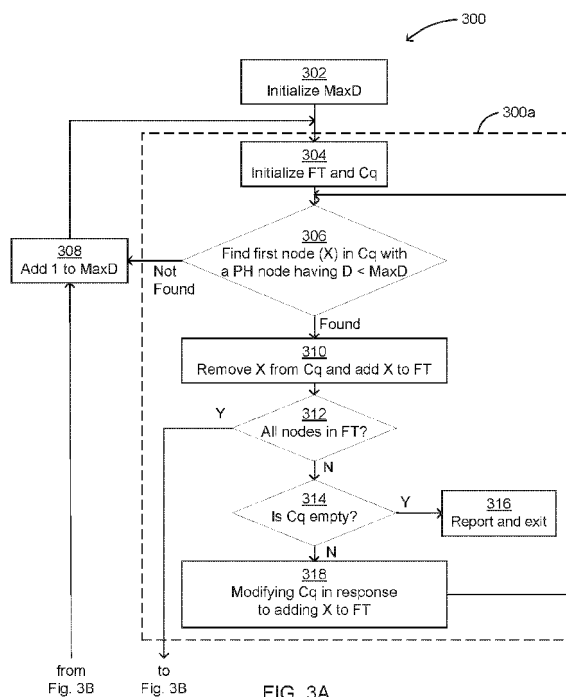 300
302
Initialize MaxD
300a
304
Initialize FT and Cq
306
Find first node (X) in Cq with
a PH node having D < MaxD
308
Add 1 to MaxD
Not
Found
Found
310
Remove X from Cq and add X to FT
312
All nodes in FT?
Y
N
314
Is Cq empty?
Y
316
Report and exit
N
318
Modifying Cq in response
to adding X to FT
from
Fig. 3B
to
Fig. 3B
FIG. 3A